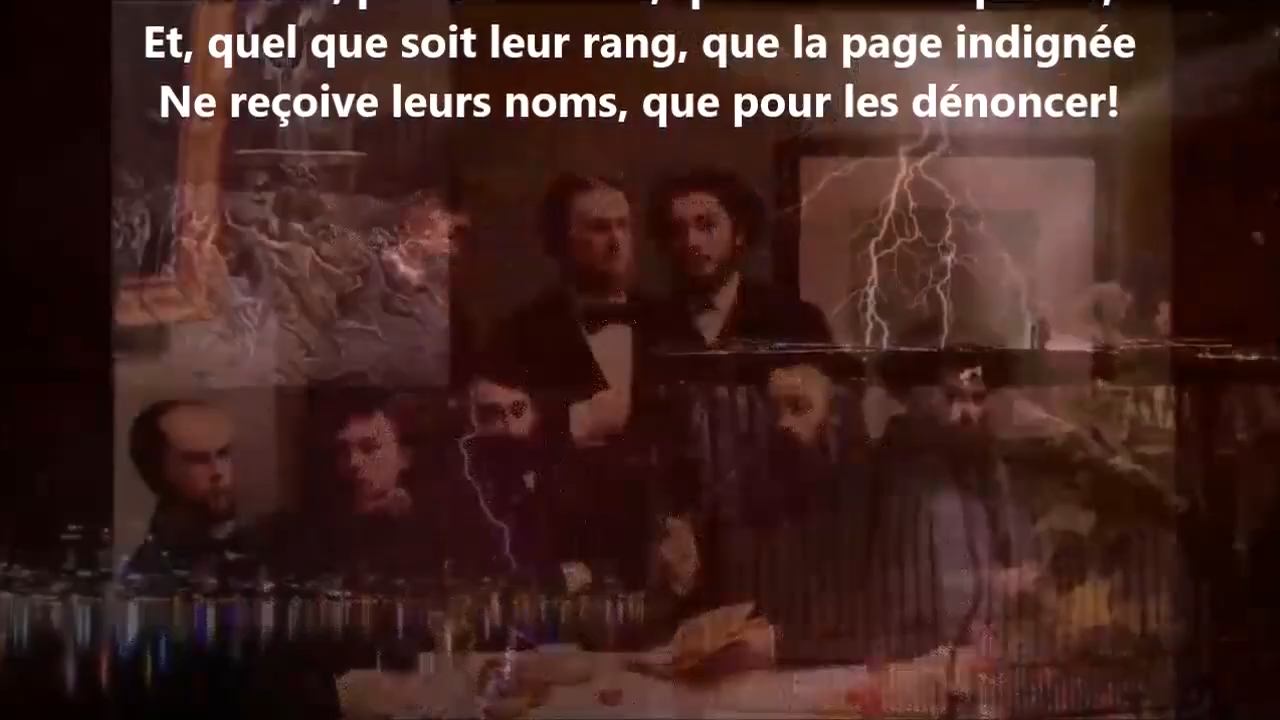 Et, quel que soit leur rang, que la page indignée
Ne reçoive leurs noms, que pour les dénoncer!